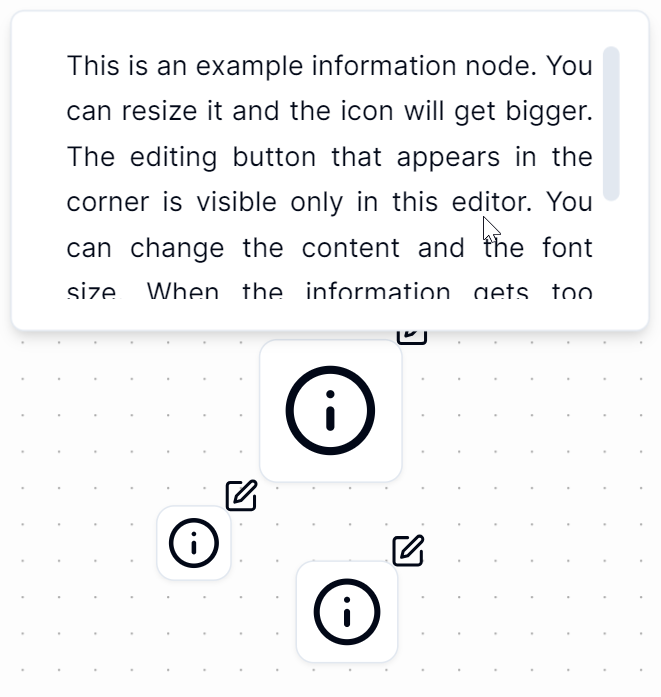 This is an example information node. You
can resize it and the icon will get bigger.
The editing button that appears in the
corner is visible only in this editor. You
can change the content and the font
size. When the information gets too